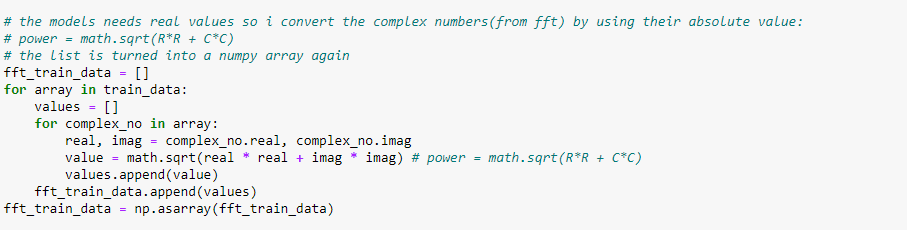 # the models needs real values so i convert the complex numbers(from fft) by using their absolute value:
# power = math.sqrt(R*R + C*C)
# the list is turned into a numpy array again
fft_train_data = []
for array in train_data:
    values = []
    for complex_no in array:
        real, imag = complex_no.real, complex_no.imag
        value = math.sqrt(real * real + imag * imag) # power = math.sqrt(R*R + C*C)
        values.append(value)
    fft_train_data.append(values)
fft_train_data = np.asarray(fft_train_data)